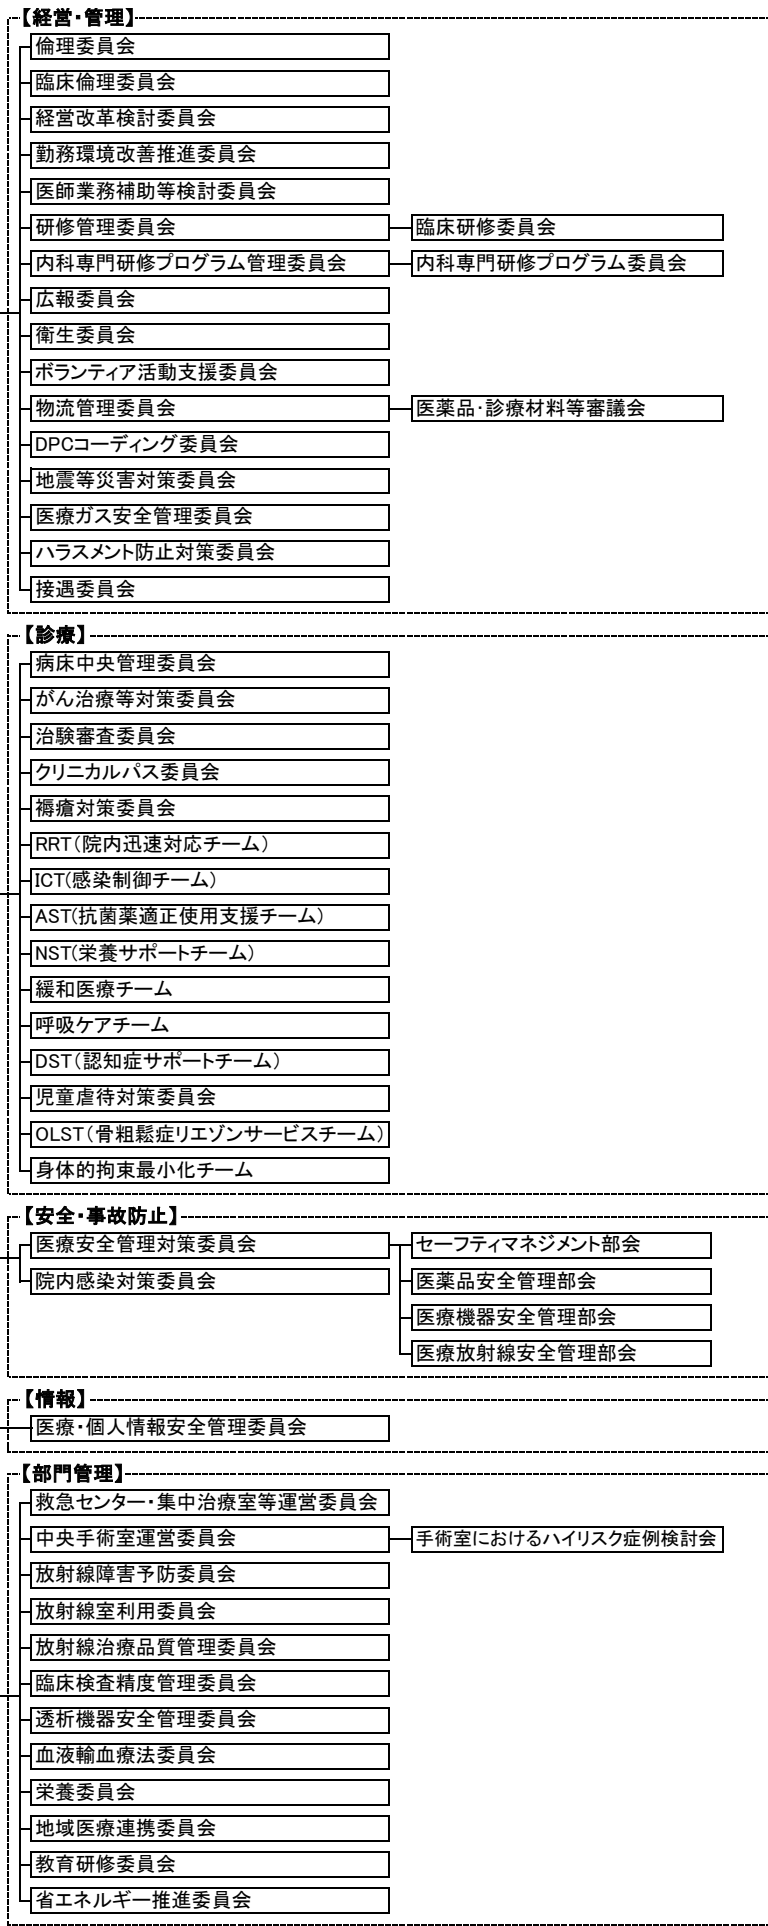 【経営・管理】
倫理委員会
臨床倫理委員会
経営改革検討委員会
勤務環境改善推進委員会
医師業務補助等検討委員会
研修管理委員会
臨床研修委員会
内科専門研修プログラム管理委員会
内科専門研修プログラム委員会
広報委員会
衛生委員会
ボランティア活動支援委員会
物流管理委員会
医薬品・診療材料等審議会
DPCコーディング委員会
地震等災害対策委員会
医療ガス安全管理委員会
ハラスメント防止対策委員会
接遇委員会
【診療】
病床中央管理委員会
がん治療等対策委員会
治験審査委員会
クリニカルパス委員会
褥瘡対策委員会
RRT（院内迅速対応チーム）
ICT(感染制御チーム）
AST(抗菌薬適正使用支援チーム）
NST(栄養サポートチーム）
緩和医療チーム
呼吸ケアチーム
DST（認知症サポートチーム）
児童虐待対策委員会
OLST（骨粗鬆症リエゾンサービスチーム）
身体的拘束最小化チーム
【安全・事故防止】
医療安全管理対策委員会
セーフティマネジメント部会
院内感染対策委員会
医薬品安全管理部会
医療機器安全管理部会
医療放射線安全管理部会
【情報】
医療・個人情報安全管理委員会
【部門管理】
救急センター・集中治療室等運営委員会
中央手術室運営委員会
手術室におけるハイリスク症例検討会
放射線障害予防委員会
放射線室利用委員会
放射線治療品質管理委員会
臨床検査精度管理委員会
透析機器安全管理委員会
血液輸血療法委員会
栄養委員会
地域医療連携委員会
教育研修委員会
省エネルギー推進委員会